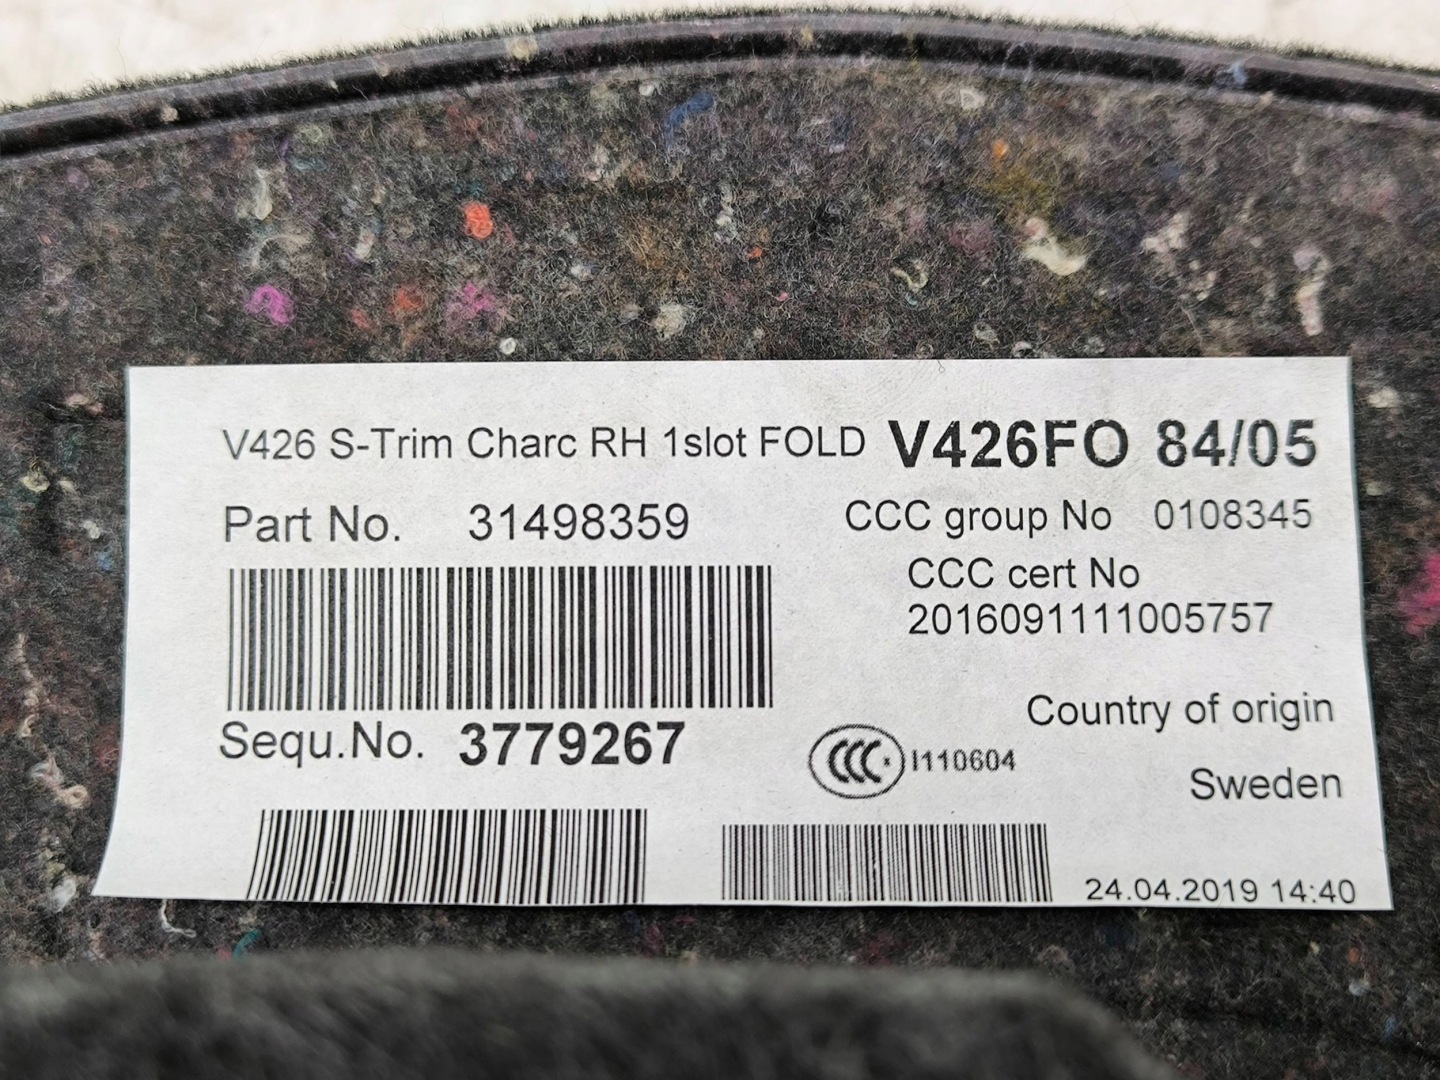 V426 S-Trim Charc RH 1slot FOLD V426FO 84/05
Part No. 31498359
CCC group No 0108345
CCC cert No
2016091111005757
Sequ.No. 3779267
Country of origin
CCC I110604
Sweden
24.04.2019 14:40